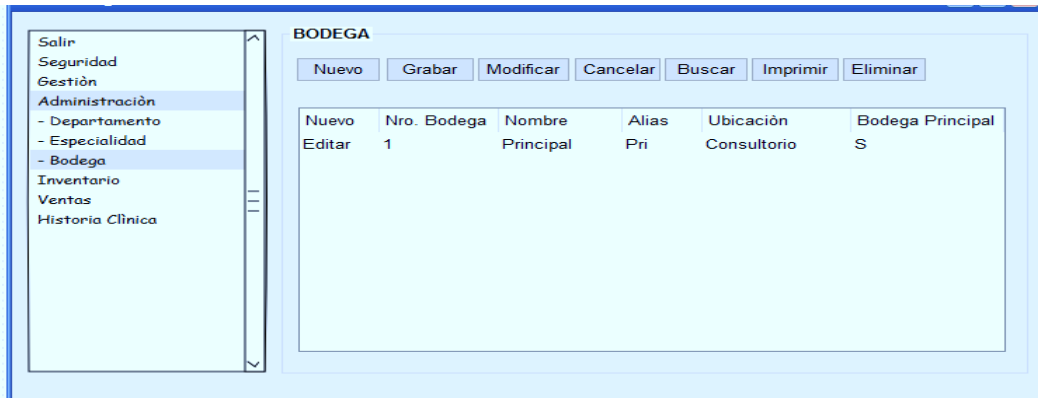 Salir
Seguridad
Gestiòn
Administraciòn
- Departamento
- Especialidad
- Bodega
Inventario
Ventas
Historia Clìnica
BODEGA
Nuevo Grabar Modificar Cancelar Buscar Imprimir Eliminar
Nuevo Nro. Bodega Nombre Alias Ubicaciòn Bodega Principal
Editar 1 Principal Pri Consultorio S